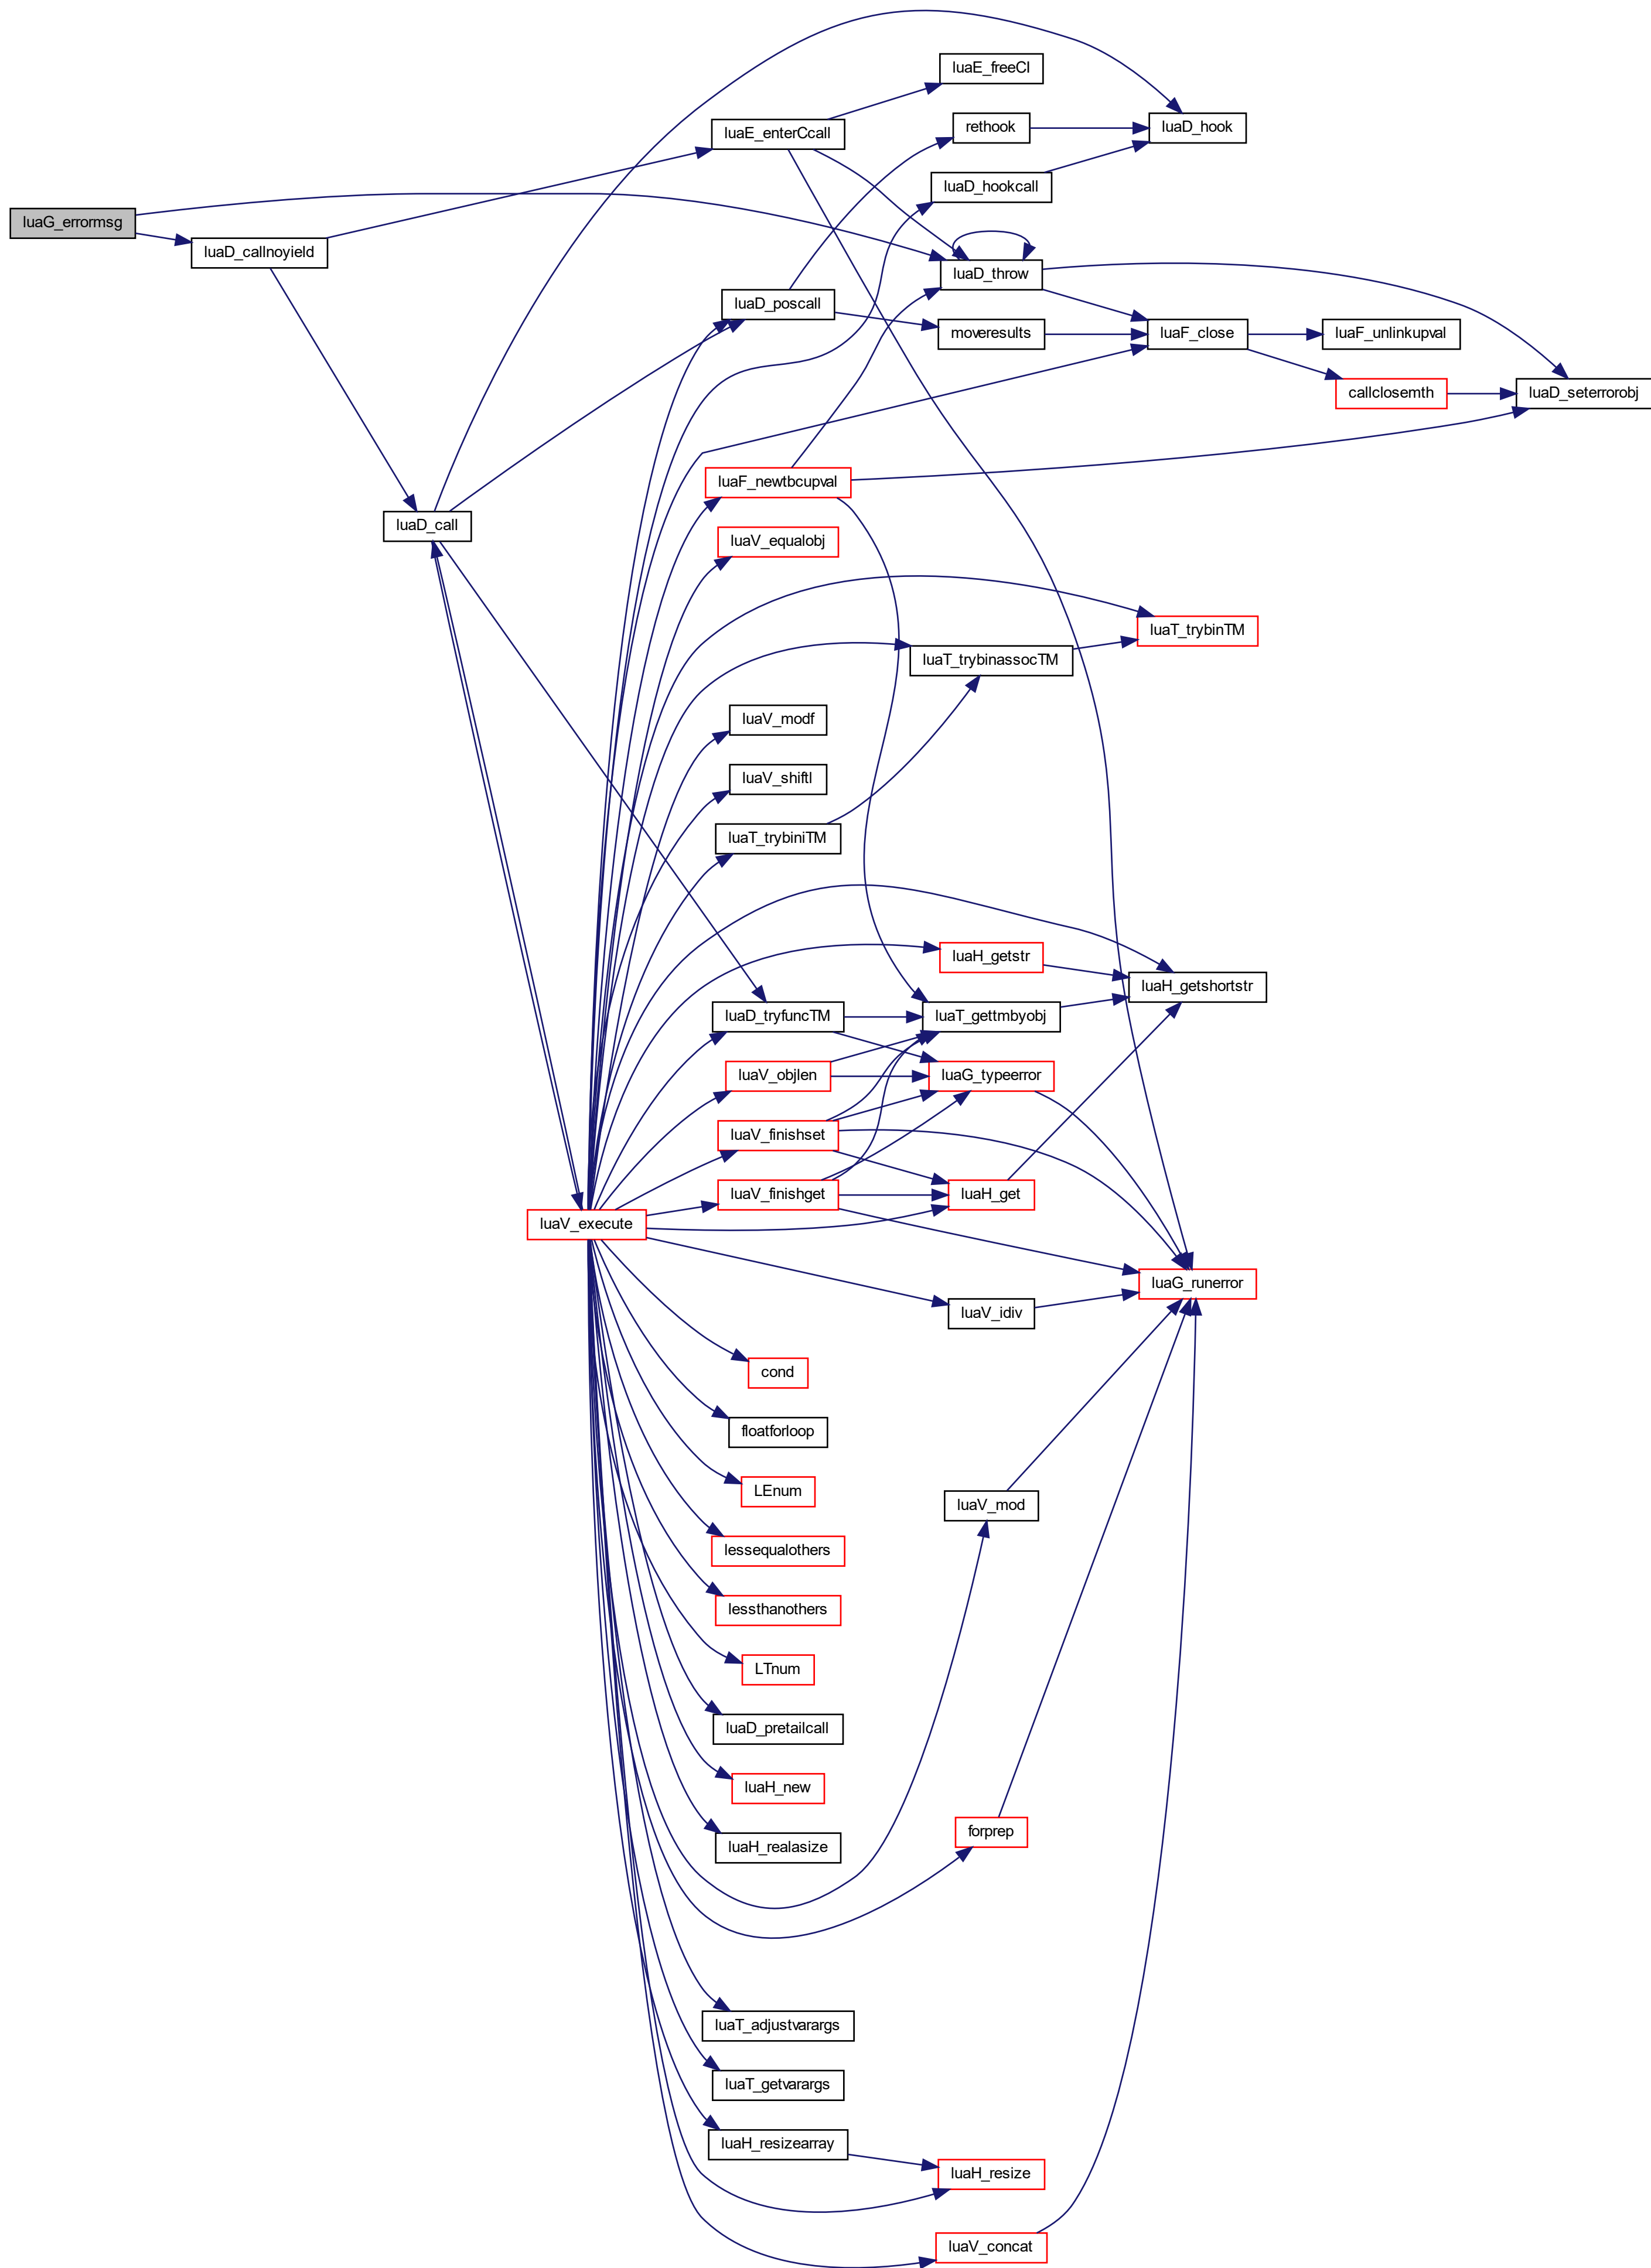 luaE_freeCI
rethook
luaD_hook
luaE_enterCcall
luaD_hookcall
luaG_errormsg
luaD_callnoyield
luaD_throw
luaD_poscall
moveresults
luaF_close
luaF_unlinkupval
callclosemth
luaD_seterrorobj
luaF_newtbcupval
luaD_call
luaV_equalobj
luaT_trybinTM
luaT_trybinassocTM
luaV_modf
luaV_shiftl
luaT_trybiniTM
luaH_getstr
luaH_getshortstr
luaD_tryfuncTM
luaT_gettmbyobj
luaV_objlen
luaG_typeerror
luaV_finishset
luaV_finishget
luaH_get
luaV_execute
luaG_runerror
luaV_idiv
cond
floatforloop
LEnum
luaV_mod
lessequalothers
lessthanothers
LTnum
luaD_pretailcall
luaH_new
forprep
luaH_realasize
luaT_adjustvarargs
luaT_getvarargs
luaH_resizearray
luaH_resize
luaV_concat